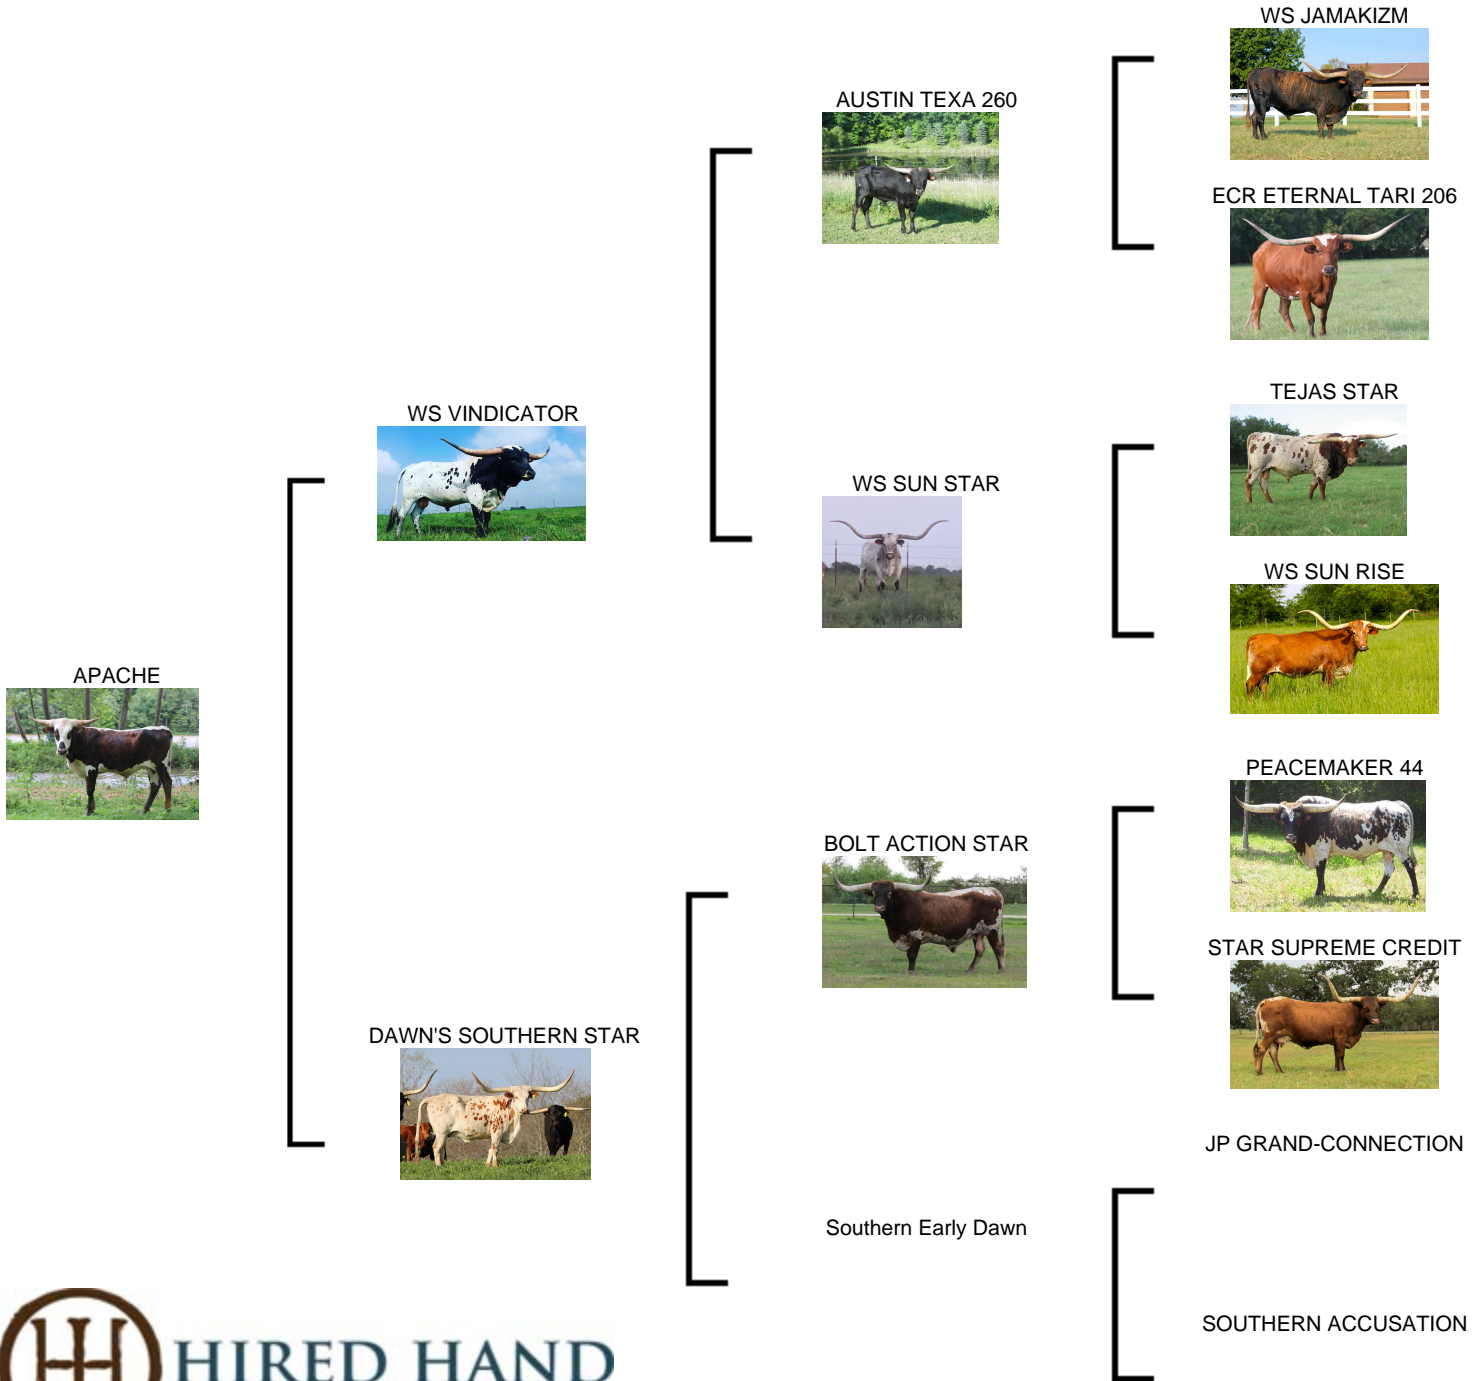 WS JAMAKIZM
AUSTIN TEXA 260
ECR ETERNAL TARI 206
TEJAS STAR
WS VINDICATOR
WS SUN STAR
WS SUN RISE
APACHE
PEACEMAKER 44
BOLT ACTION STAR
STAR SUPREME CREDIT
DAWN'S SOUTHERN STAR
JP GRAND-CONNECTION
Southern Early Dawn
SOUTHERN ACCUSATION
HIRED HAND